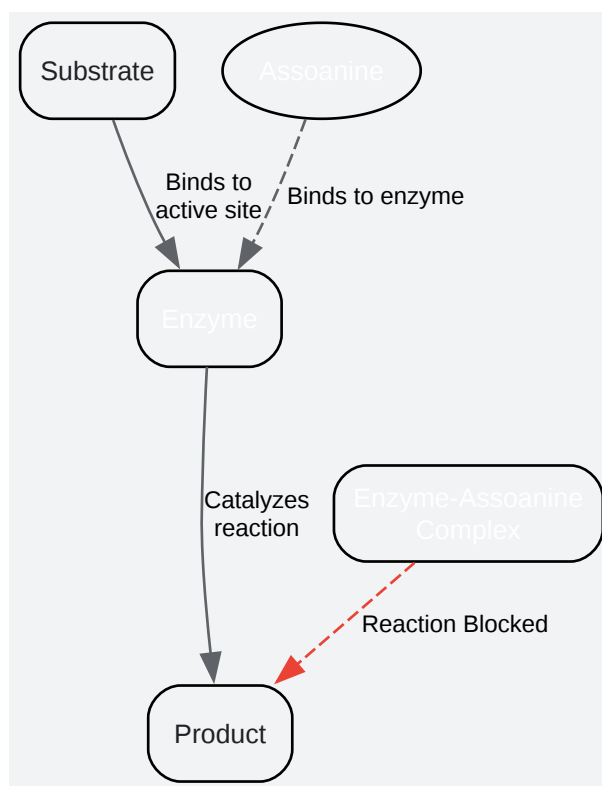 Substrate
Assoanine
Binds to
active site
Binds to enzyme
Enzyme
Catalyzes
reaction
Enzyme-Assoanine
Complex
Reaction Blocked
Product